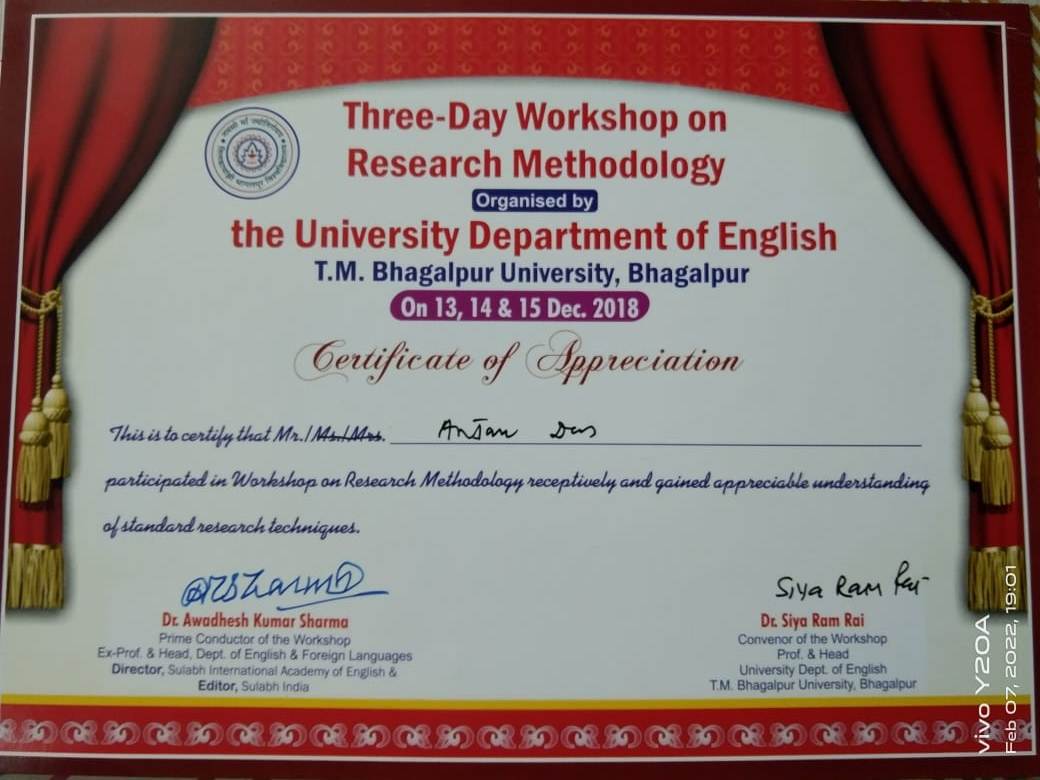 Three-Day Workshop on
Research Methodology
Organised by
the University Department of English
T.M. Bhagalpur University, Bhagalpur
On 13, 14 & 15 Dec. 2018
Certificate of Appreciation
This is to certify that Mr./Ms./Mrs. Anjan Das
participated in Workshop on Research Methodology receptively and gained appreciable understanding
of standard research techniques.
Dr. Awadhesh Kumar Sharma
Prime Conductor of the Workshop
Ex-Prof. & Head, Dept. of English & Foreign Languages
Director, Sulabh International Academy of English &
Editor, Sulabh India
Siya Ram Rai
Dr. Siya Ram Rai
Convenor of the Workshop
Prof. & Head
University Dept. of English
T.M. Bhagalpur University, Bhagalpur
vivo Y20A
Feb 07, 2022, 19:01